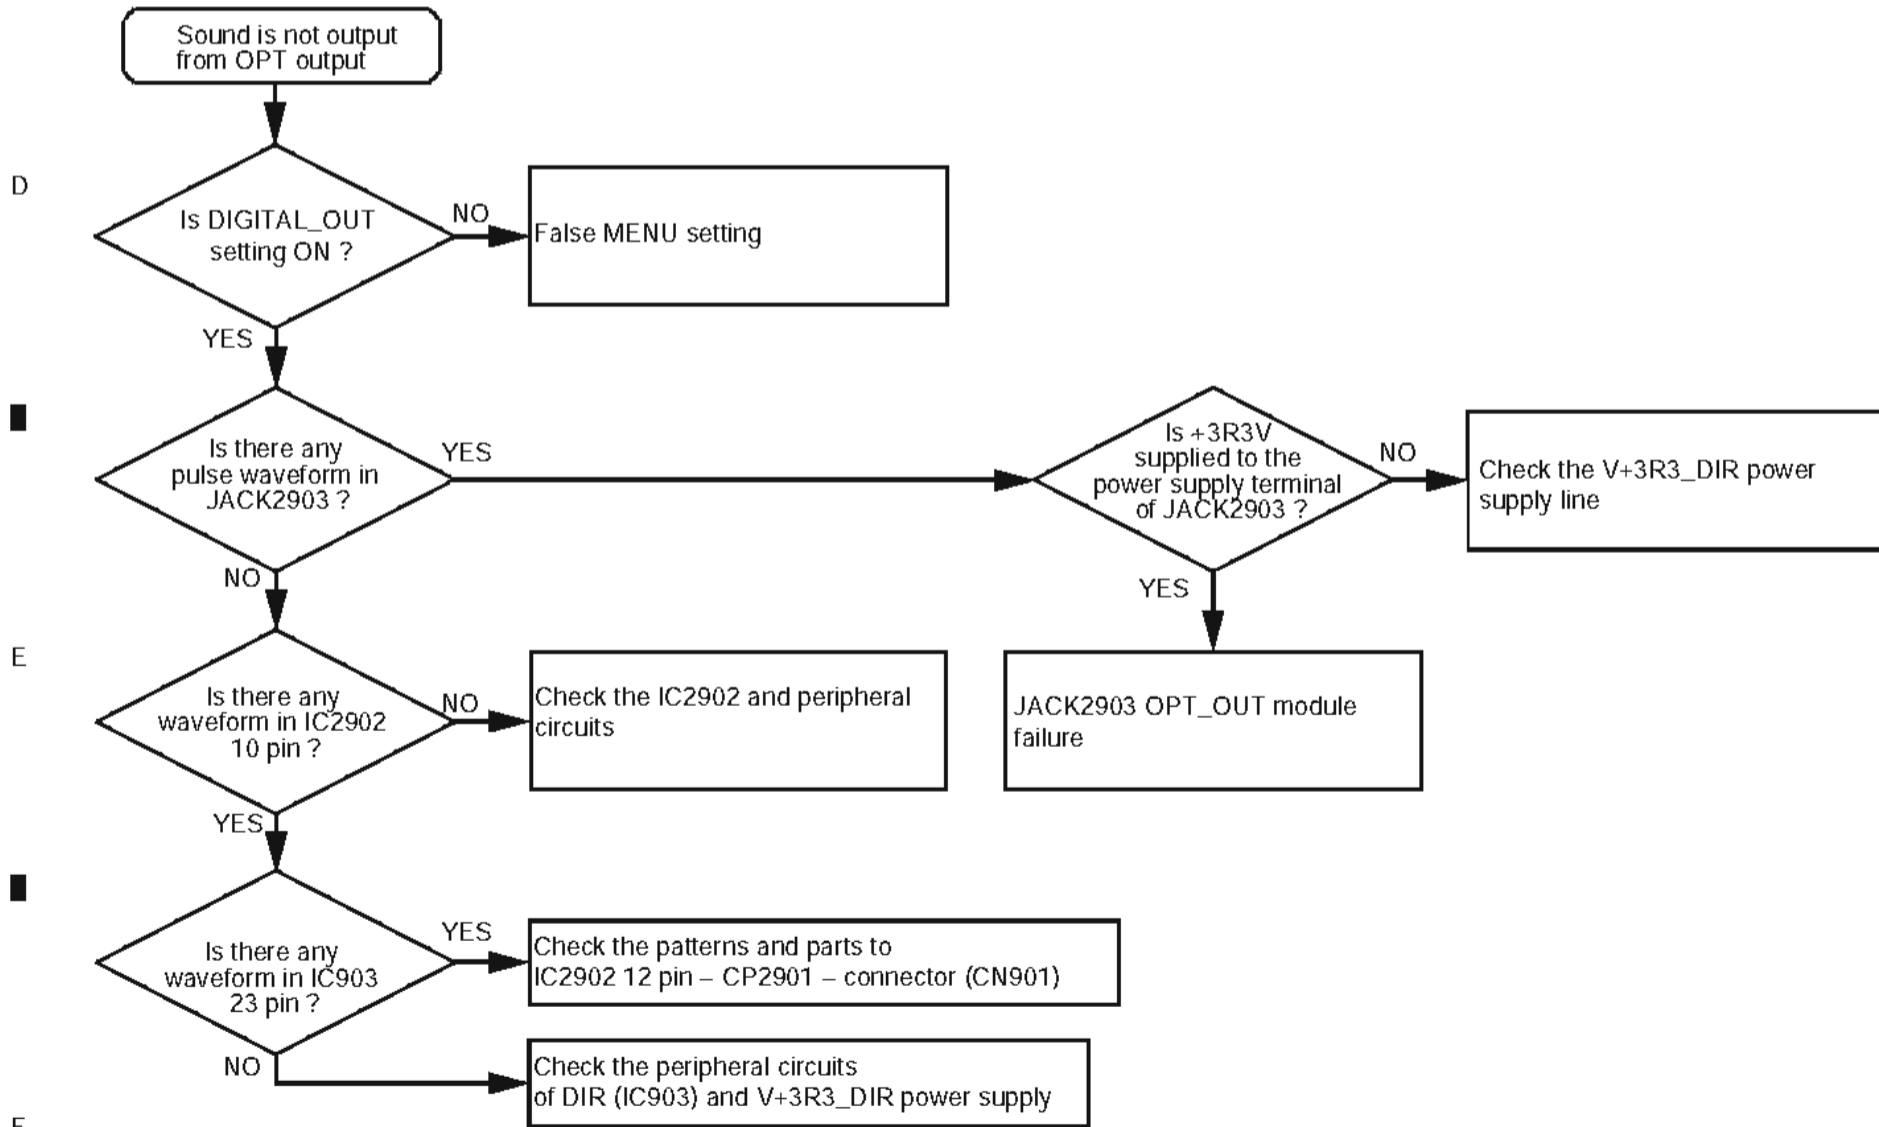 Sound is not output
from OPT output
D
Is DIGITAL_OUT
setting ON ?
NO
False MENU setting
YES
Is there any
pulse waveform in
JACK2903 ?
YES
Is +3R3V
supplied to the
power supply terminal
of JACK2903 ?
NO
Check the V+3R3_DIR power
supply line
NO
YES
E
Is there any
waveform in IC2902
10 pin ?
NO
Check the IC2902 and peripheral
circuits
JACK2903 OPT_OUT module
failure
YES
Is there any
waveform in IC903
23 pin ?
YES
Check the patterns and parts to
IC2902 12 pin – CP2901 – connector (CN901)
NO
Check the peripheral circuits
of DIR (IC903) and V+3R3_DIR power supply